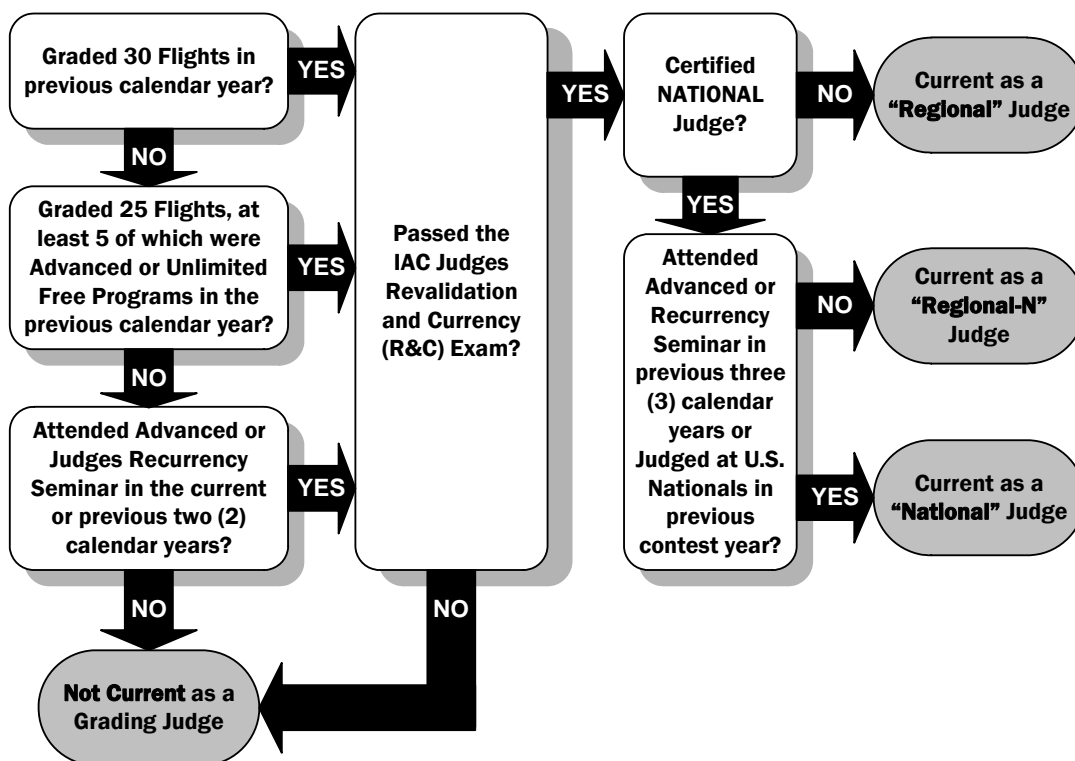 Graded 30 Flights in
previous calendar year?
YES
NO
Graded 25 Flights, at
least 5 of which were
Advanced or Unlimited
Free Programs in the
previous calendar year?
YES
NO
Attended Advanced or
Judges Recurrency
Seminar in the current
or previous two (2)
calendar years?
YES
NO
Not Current as a
Grading Judge
Passed the
IAC Judges
Revalidation
and Currency
(R&C) Exam?
YES
NO
Certified
NATIONAL
Judge?
NO
YES
Current as a
“Regional” Judge
Attended
Advanced or
Recurrency
Seminar in
previous three
(3) calendar
years or
Judged at U.S.
Nationals in
previous
contest year?
NO
Current as a
“Regional-N”
Judge
YES
Current as a
“National” Judge